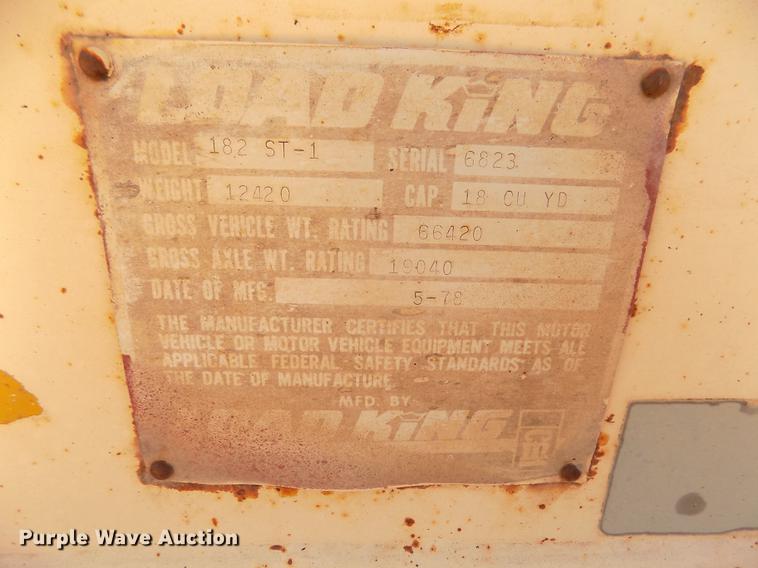 LOAD KING
MODEL 182 ST-1 SERIAL 6823
WEIGHT 12420 CAP. 18 CU YD
GROSS VEHICLE WT. RATING 66420
GROSS AXLE WT. RATING 19040
DATE OF MFG. 5-78
THE MANUFACTURER CERTIFIES THAT THIS MOTOR
VEHICLE OR MOTOR VEHICLE EQUIPMENT MEETS ALL
APPLICABLE FEDERAL SAFETY STANDARDS AS OF
THE DATE OF MANUFACTURE.
MFD. BY
LOAD KING
Purple Wave Auction